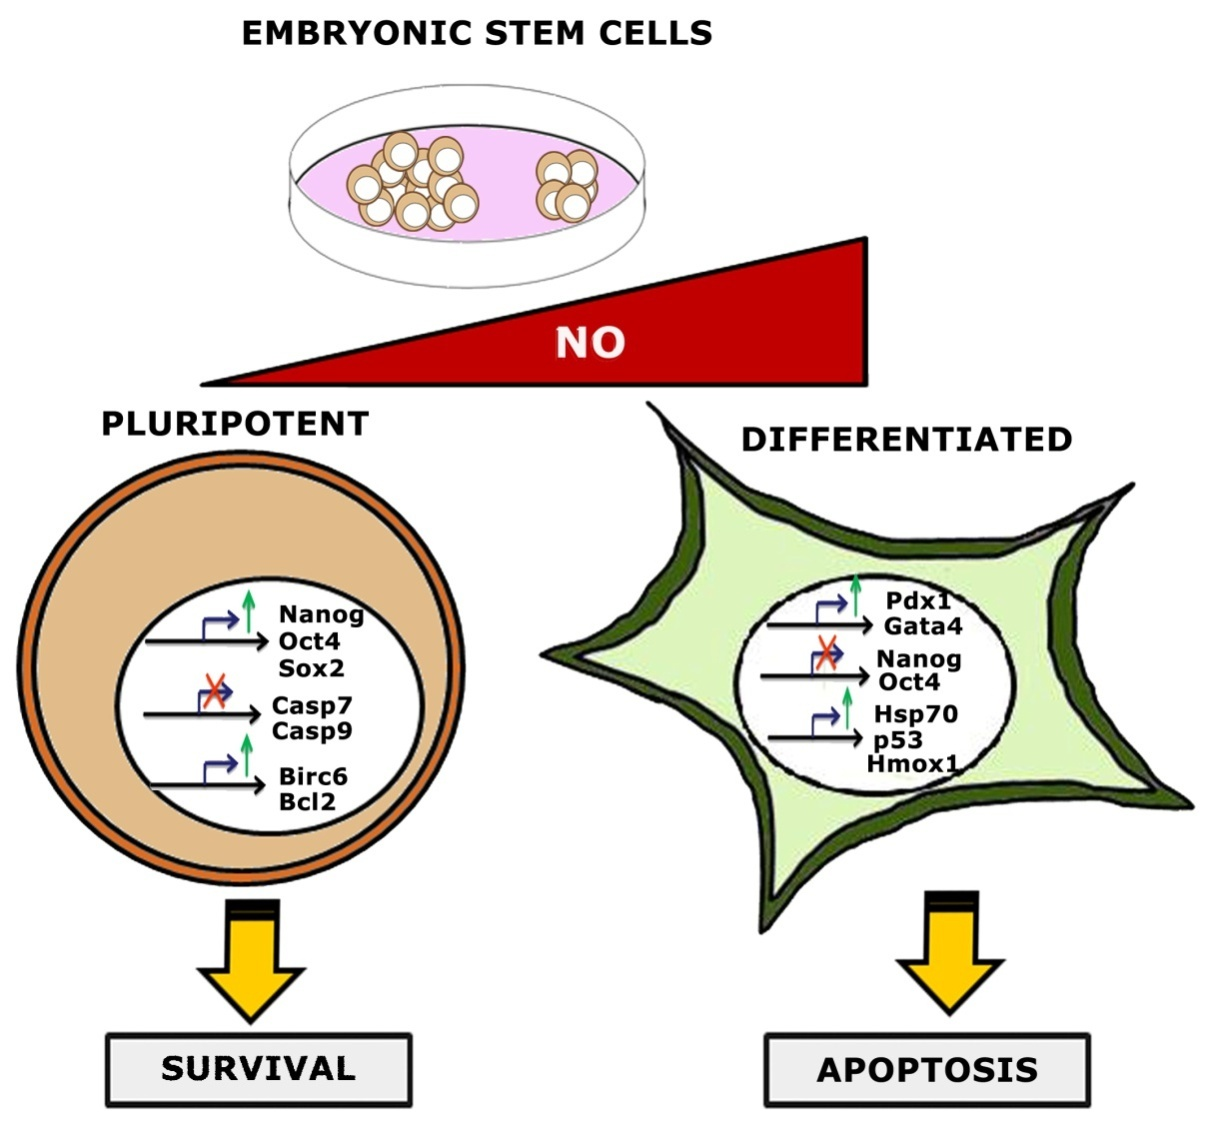 EMBRYONIC STEM CELLS
NO
PLURIPOTENT
Nanog
Oct4
Sox2
Casp7
Casp9
Birc6
Bcl2
SURVIVAL
DIFFERENTIATED
Pdx1
Gata4
Nanog
Oct4
Hsp70
p53
Hmox1
APOPTOSIS